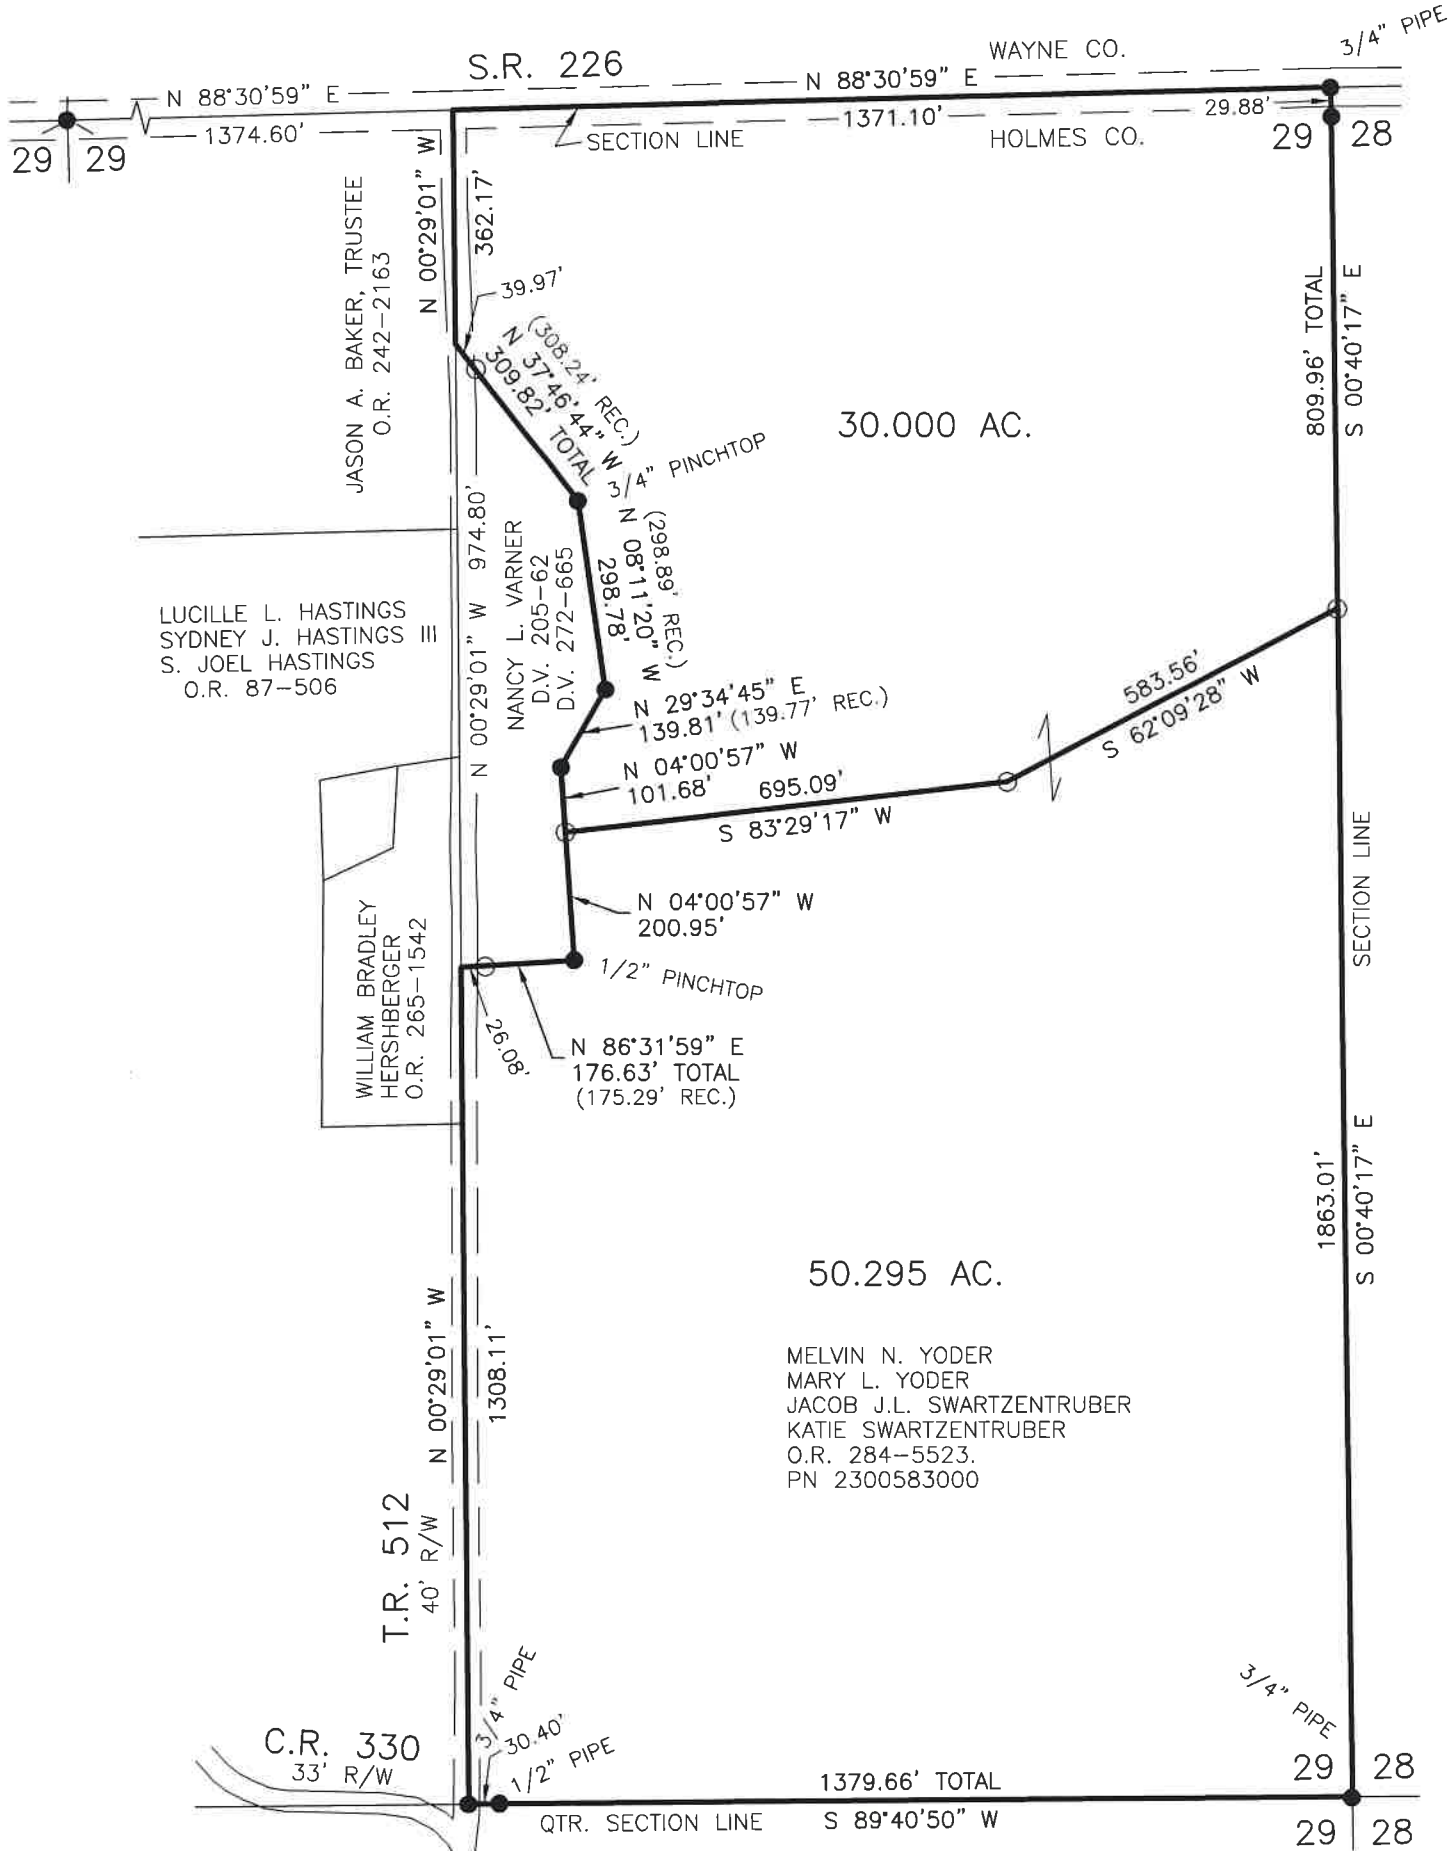 3/4" PIPE
WAYNE CO.
S.R. 226
N 88°30'59" E
N 88°30'59" E
1374.60'
1371.10'
29.88'
SECTION LINE
HOLMES CO.
29 29
29 28
N 00°29'01" W
362.17'
JASON A. BAKER, TRUSTEE
O.R. 242-2163
39.97'
(308.24' REC.)
N 37°46'44" W
309.82' TOTAL
3/4" PINCHTOP
30.000 AC.
809.96' TOTAL
S 00°40'17" E
N 00°29'01" W 974.80'
NANCY L. VARNER
D.V. 205-62
D.V. 272-665
(298.89' REC.)
N 08°11'20" W
298.78'
LUCILLE L. HASTINGS
SYDNEY J. HASTINGS III
S. JOEL HASTINGS
O.R. 87-506
N 29°34'45" E
139.81' (139.77' REC.)
583.56'
S 62°09'28" W
N 04°00'57" W
101.68'
695.09'
S 83°29'17" W
N 04°00'57" W
200.95'
SECTION LINE
WILLIAM BRADLEY
HERSHBERGER
O.R. 265-1542
1/2" PINCHTOP
26.08'
N 86°31'59" E
176.63' TOTAL
(175.29' REC.)
1863.01'
S 00°40'17" E
50.295 AC.
N 00°29'01" W
1308.11'
MELVIN N. YODER
MARY L. YODER
JACOB J.L. SWARTZENTRUBER
KATIE SWARTZENTRUBER
O.R. 284-5523.
PN 2300583000
T.R. 512
40' R/W
3/4" PIPE
30.40'
1/2" PIPE
3/4" PIPE
C.R. 330
33' R/W
1379.66' TOTAL
29 28
QTR. SECTION LINE
S 89°40'50" W
29 28